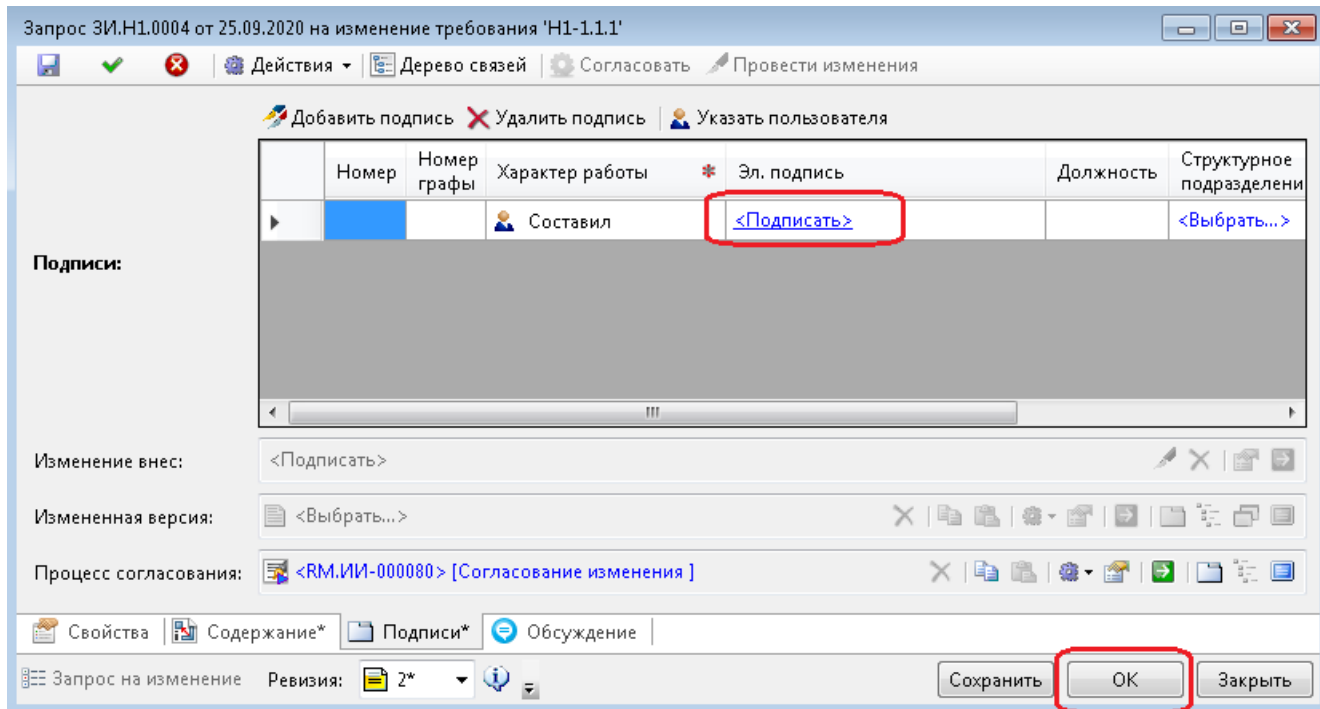 Запрос ЗИ.Н1.0004 от 25.09.2020 на изменение требования 'Н1-1.1.1'
Действия Дерево связей Согласовать Провести изменения
Добавить подпись Удалить подпись Указать пользователя
Номер Номер графы Характер работы * Эл. подпись Должность Структурное подразделени
Составил <Подписать> <Выбрать...>
Подписи:
Изменение внес: <Подписать>
Измененная версия: <Выбрать...>
Процесс согласования: <RM.ИИ-000080> [Согласование изменения ]
Свойства Содержание* Подписи* Обсуждение
Запрос на изменение Ревизия: 2* Сохранить OK Закрыть